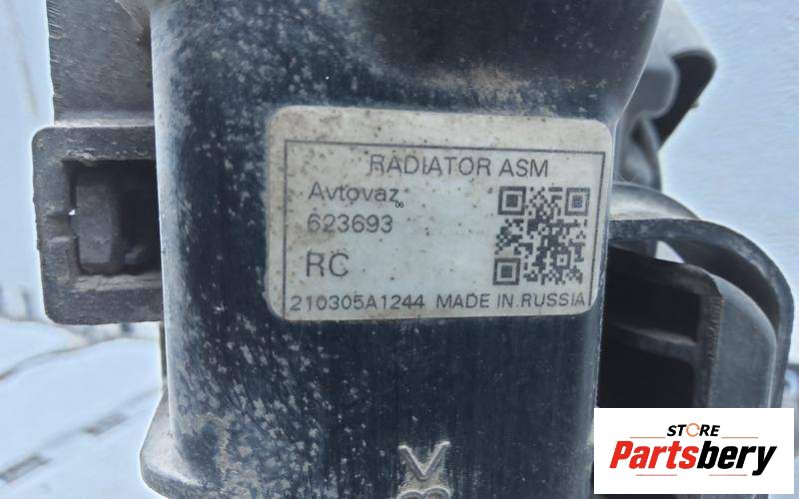 RADIATOR ASM
Avtovaz
623693
RC
210305A1244 MADE IN RUSSIA
STORE
Partsbery